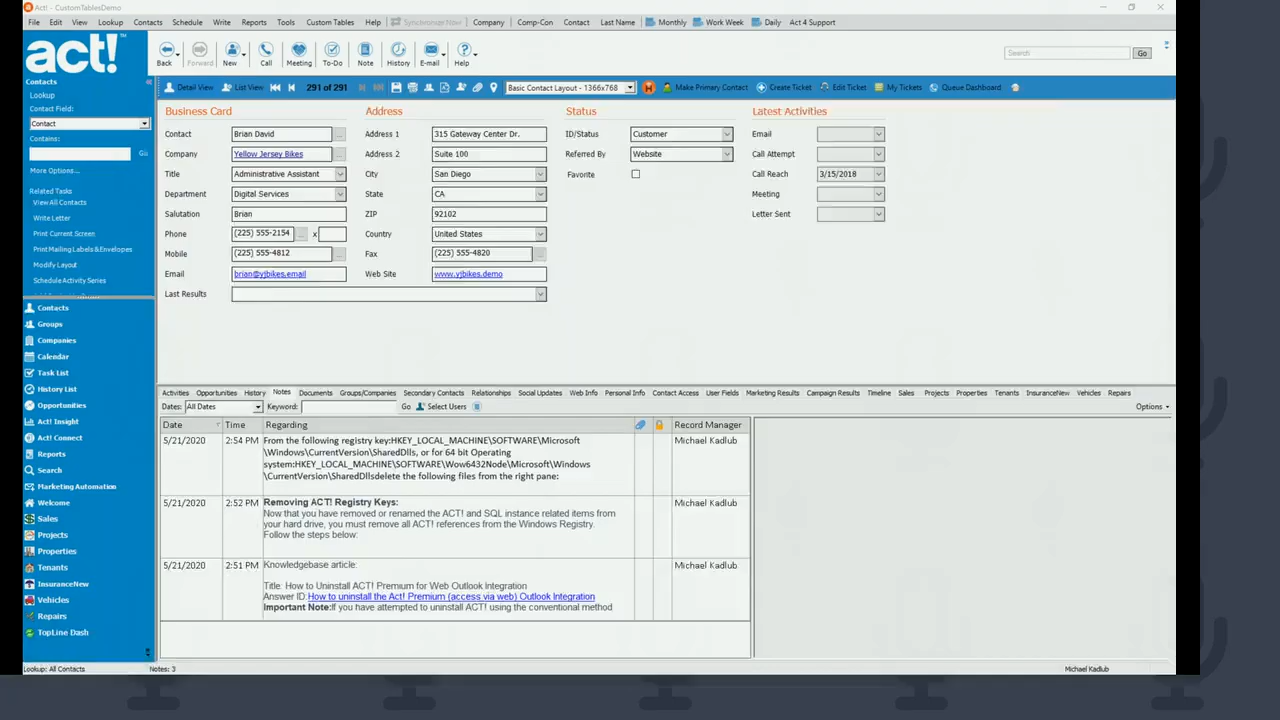 Act! - CustomTablesDemo
File Edit View Lookup Contacts Schedule Write Reports Tools Custom Tables Help Synchronize Now Company Comp-Con Contact Last Name Monthly Work Week Daily Act 4 Support
act!
Back Forward New Call Meeting To-Do Note History E-mail Help
Search Go
Contacts
Lookup
Contact Field:
Contact
Contains:
Go
More Options...
Related Tasks
View All Contacts
Write Letter
Print Current Screen
Print Mailing Labels & Envelopes
Modify Layout
Schedule Activity Series
Contacts
Groups
Companies
Calendar
Task List
History List
Opportunities
Act! Insight
Act! Connect
Reports
Search
Marketing Automation
Welcome
Sales
Projects
Properties
Tenants
InsuranceNew
Vehicles
Repairs
TopLine Dash
Detail View List View 291 of 291 Basic Contact Layout - 1366x768 Make Primary Contact Create Ticket Edit Ticket My Tickets Queue Dashboard
Business Card
Contact Brian David
Company Yellow Jersey Bikes
Title Administrative Assistant
Department Digital Services
Salutation Brian
Phone (225) 555-2154 x
Mobile (225) 555-4812
Email brian@yjbikes.email
Last Results
Address
Address 1 315 Gateway Center Dr.
Address 2 Suite 100
City San Diego
State CA
ZIP 92102
Country United States
Fax (225) 555-4820
Web Site www.yjbikes.demo
Status
ID/Status Customer
Referred By Website
Favorite
Latest Activities
Email
Call Attempt
Call Reach 3/15/2018
Meeting
Letter Sent
Activities Opportunities History Notes Documents Groups/Companies Secondary Contacts Relationships Social Updates Web Info Personal Info Contact Access User Fields Marketing Results Campaign Results Timeline Sales Projects Properties Tenants InsuranceNew Vehicles Repairs
Dates: All Dates Keyword: Go Select Users Options
Date Time Regarding Record Manager
5/21/2020 2:54 PM From the following registry key:HKEY_LOCAL_MACHINE\SOFTWARE\Microsoft Michael Kadlub
\Windows\CurrentVersion\SharedDlls, or for 64 bit Operating
system:HKEY_LOCAL_MACHINE\SOFTWARE\Wow6432Node\Microsoft\Windows
\CurrentVersion\SharedDllsdelete the following files from the right pane:
5/21/2020 2:52 PM Removing ACT! Registry Keys: Michael Kadlub
Now that you have removed or renamed the ACT! and SQL instance related items from
your hard drive, you must remove all ACT! references from the Windows Registry.
Follow the steps below:
5/21/2020 2:51 PM Knowledgebase article: Michael Kadlub
Title: How to Uninstall ACT! Premium for Web Outlook Integration
Answer ID:How to uninstall the Act! Premium (access via web) Outlook Integration
Important Note:If you have attempted to uninstall ACT! using the conventional method
Lookup: All Contacts Notes: 3 Michael Kadlub